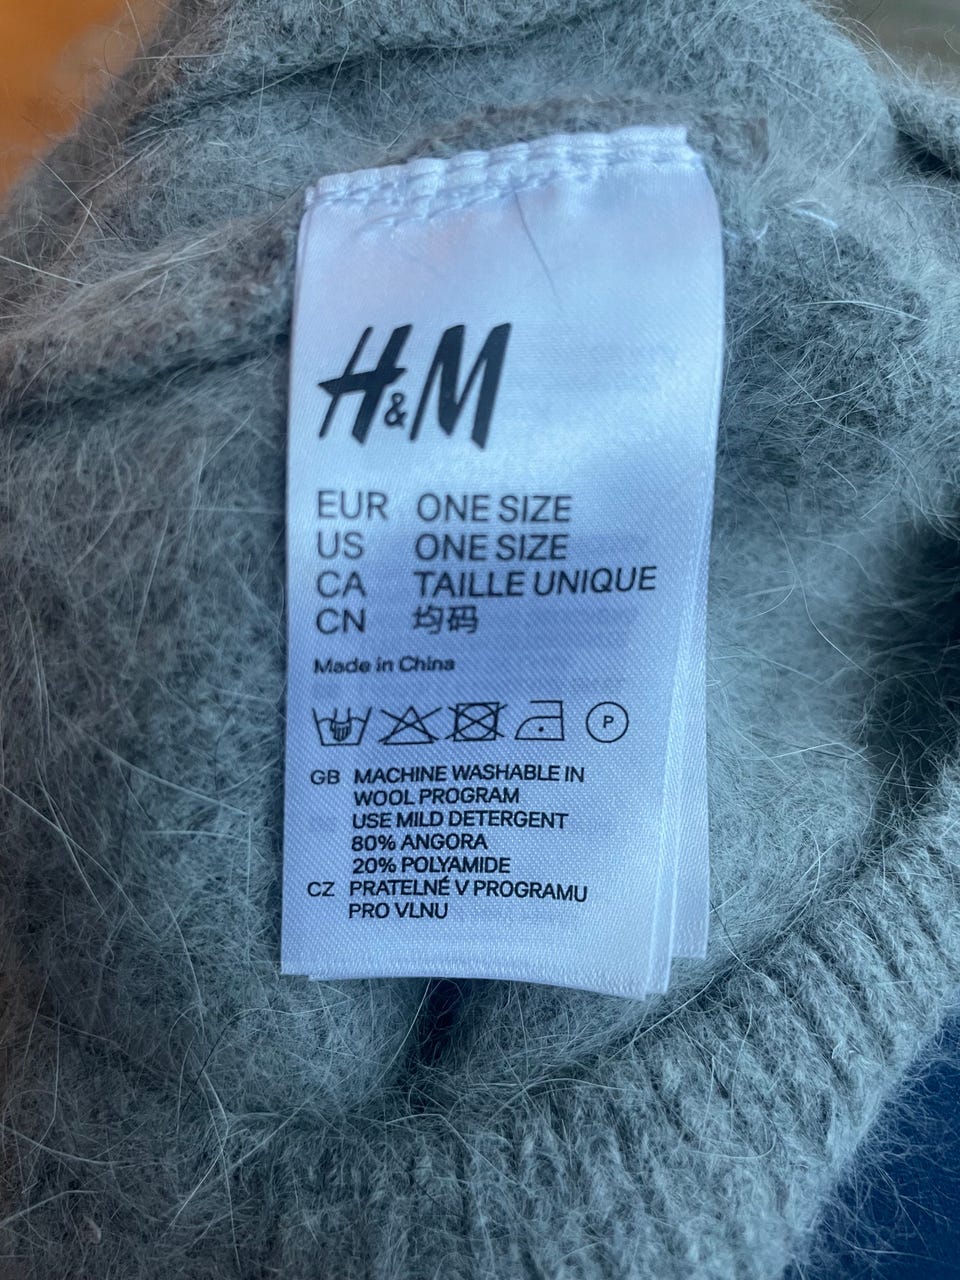 H&M
EUR ONE SIZE
US ONE SIZE
CA TAILLE UNIQUE
CN 均码
Made in China
P
GB MACHINE WASHABLE IN
WOOL PROGRAM
USE MILD DETERGENT
80% ANGORA
20% POLYAMIDE
CZ PRATELNÉ V PROGRAMU
PRO VLNU